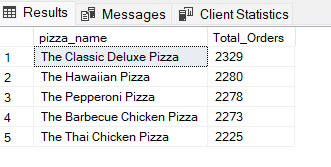 Results Messages Client Statistics
pizza_name Total_Orders
1 The Classic Deluxe Pizza 2329
2 The Hawaiian Pizza 2280
3 The Pepperoni Pizza 2278
4 The Barbecue Chicken Pizza 2273
5 The Thai Chicken Pizza 2225